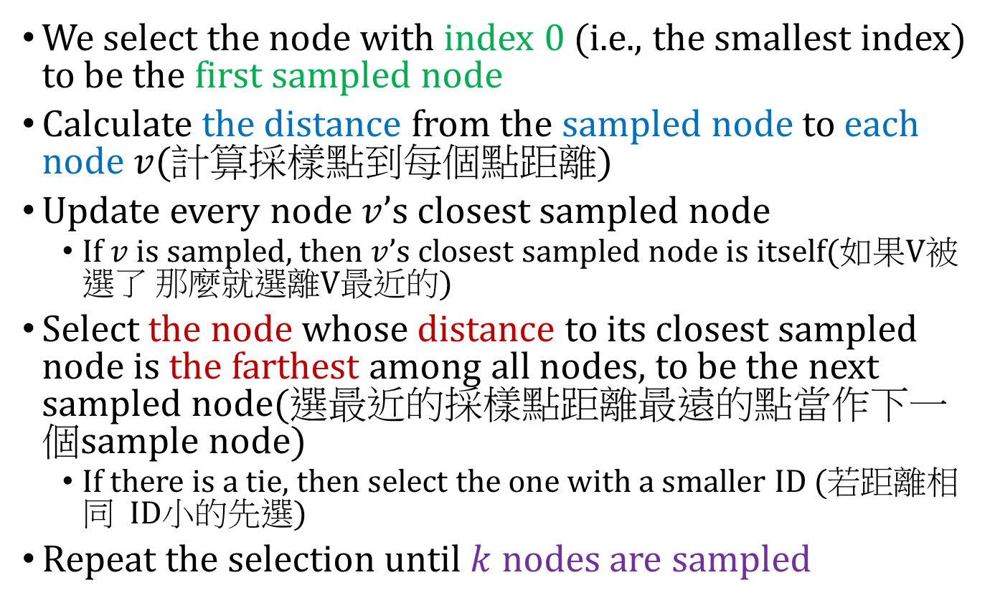 • We select the node with index 0 (i.e., the smallest index)
to be the first sampled node
• Calculate the distance from the sampled node to each
node 𝑣(計算採樣點到每個點距離)
• Update every node 𝑣’s closest sampled node
• If 𝑣 is sampled, then 𝑣’s closest sampled node is itself(如果V被
選了 那麼就選離V最近的)
• Select the node whose distance to its closest sampled
node is the farthest among all nodes, to be the next
sampled node(選最近的採樣點距離最遠的點當作下一
個sample node)
• If there is a tie, then select the one with a smaller ID (若距離相
同 ID小的先選)
• Repeat the selection until 𝑘 nodes are sampled